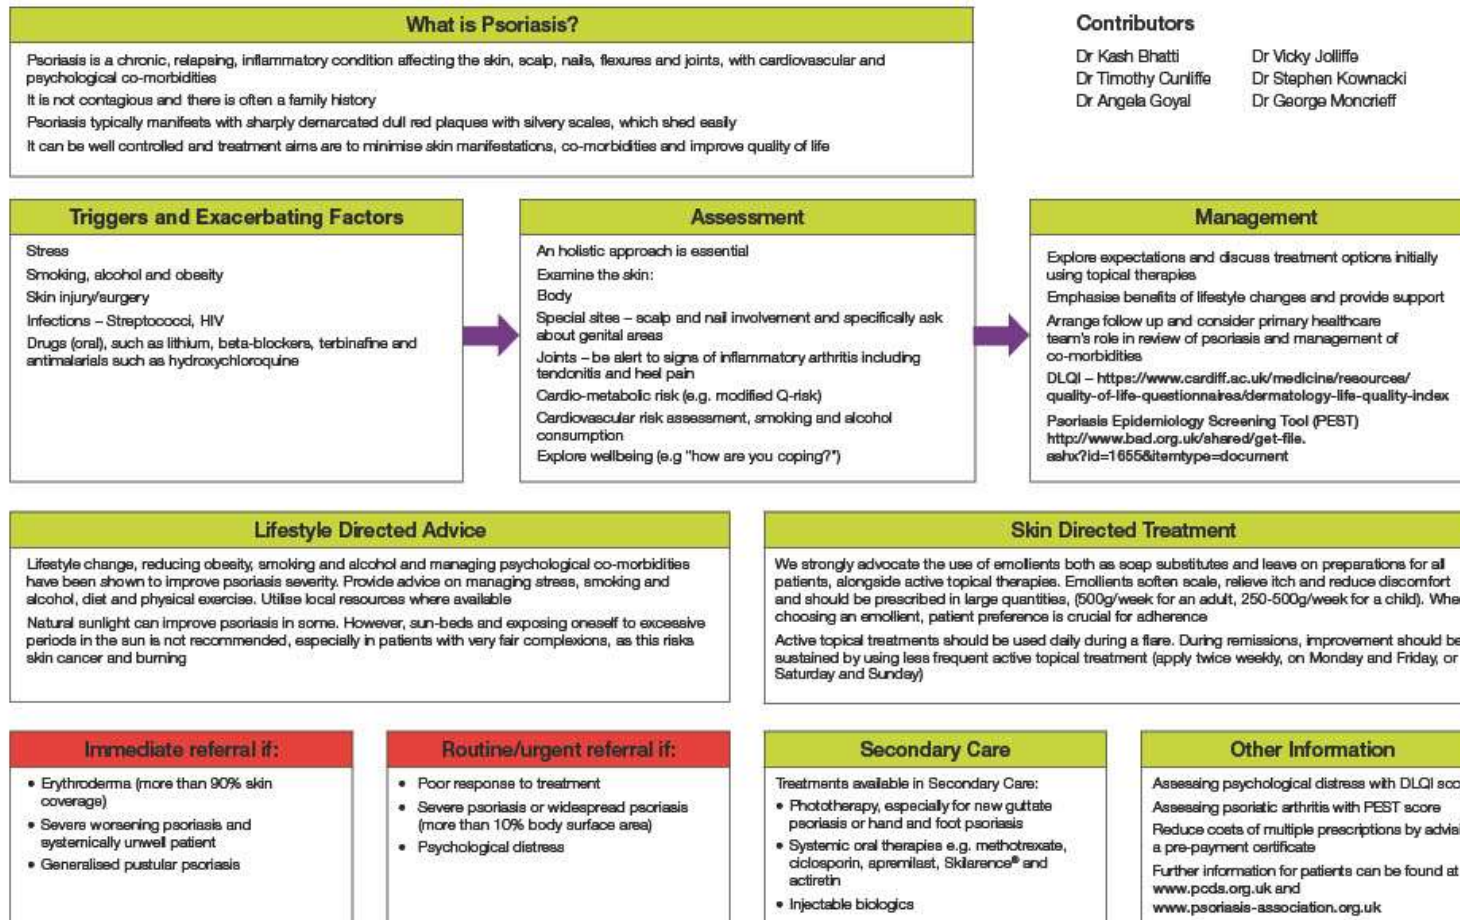 What is Psoriasis?
Psoriasis is a chronic, relapsing, inflammatory condition affecting the skin, scalp, nails, flexures and joints, with cardiovascular and
psychological co-morbidities
It is not contagious and there is often a family history
Psoriasis typically manifests with sharply demarcated dull red plaques with silvery scales, which shed easily
It can be well controlled and treatment aims are to minimise skin manifestations, co-morbidities and improve quality of life
Contributors
Dr Kash Bhatti
Dr Timothy Cunliffe
Dr Angela Goyal
Dr Vicky Jolliffe
Dr Stephen Kownacki
Dr George Moncrieff
Triggers and Exacerbating Factors
Stress
Smoking, alcohol and obesity
Skin injury/surgery
Infections – Streptococci, HIV
Drugs (oral), such as lithium, beta-blockers, terbinafine and
antimalarials such as hydroxychloroquine
Assessment
An holistic approach is essential
Examine the skin:
Body
Special sites – scalp and nail involvement and specifically ask
about genital areas
Joints – be alert to signs of inflammatory arthritis including
tendonitis and heel pain
Cardio-metabolic risk (e.g. modified Q-risk)
Cardiovascular risk assessment, smoking and alcohol
consumption
Explore wellbeing (e.g "how are you coping?")
Management
Explore expectations and discuss treatment options initially
using topical therapies
Emphasise benefits of lifestyle changes and provide support
Arrange follow up and consider primary healthcare
team's role in review of psoriasis and management of
co-morbidities
DLQI – https://www.cardiff.ac.uk/medicine/resources/
quality-of-life-questionnaires/dermatology-life-quality-index
Psoriasis Epidemiology Screening Tool (PEST)
http://www.bad.org.uk/shared/get-file.
ashx?id=1655&itemtype=document
Lifestyle Directed Advice
Lifestyle change, reducing obesity, smoking and alcohol and managing psychological co-morbidities
have been shown to improve psoriasis severity. Provide advice on managing stress, smoking and
alcohol, diet and physical exercise. Utilise local resources where available
Natural sunlight can improve psoriasis in some. However, sun-beds and exposing oneself to excessive
periods in the sun is not recommended, especially in patients with very fair complexions, as this risks
skin cancer and burning
Skin Directed Treatment
We strongly advocate the use of emollients both as soap substitutes and leave on preparations for all
patients, alongside active topical therapies. Emollients soften scale, relieve itch and reduce discomfort
and should be prescribed in large quantities, (500g/week for an adult, 250-500g/week for a child). Whe
choosing an emollient, patient preference is crucial for adherence
Active topical treatments should be used daily during a flare. During remissions, improvement should be
sustained by using less frequent active topical treatment (apply twice weekly, on Monday and Friday, or
Saturday and Sunday)
Immediate referral if:
• Erythroderma (more than 90% skin
coverage)
• Severe worsening psoriasis and
systemically unwell patient
• Generalised pustular psoriasis
Routine/urgent referral if:
• Poor response to treatment
• Severe psoriasis or widespread psoriasis
(more than 10% body surface area)
• Psychological distress
Secondary Care
Treatments available in Secondary Care:
• Phototherapy, especially for new guttate
psoriasis or hand and foot psoriasis
• Systemic oral therapies e.g. methotrexate,
ciclosporin, apremilast, Skilarence® and
actiretin
• Injectable biologics
Other Information
Assessing psychological distress with DLQI sco
Assessing psoriatic arthritis with PEST score
Reduce costs of multiple prescriptions by advisi
a pre-payment certificate
Further information for patients can be found at
www.pcds.org.uk and
www.psoriasis-association.org.uk